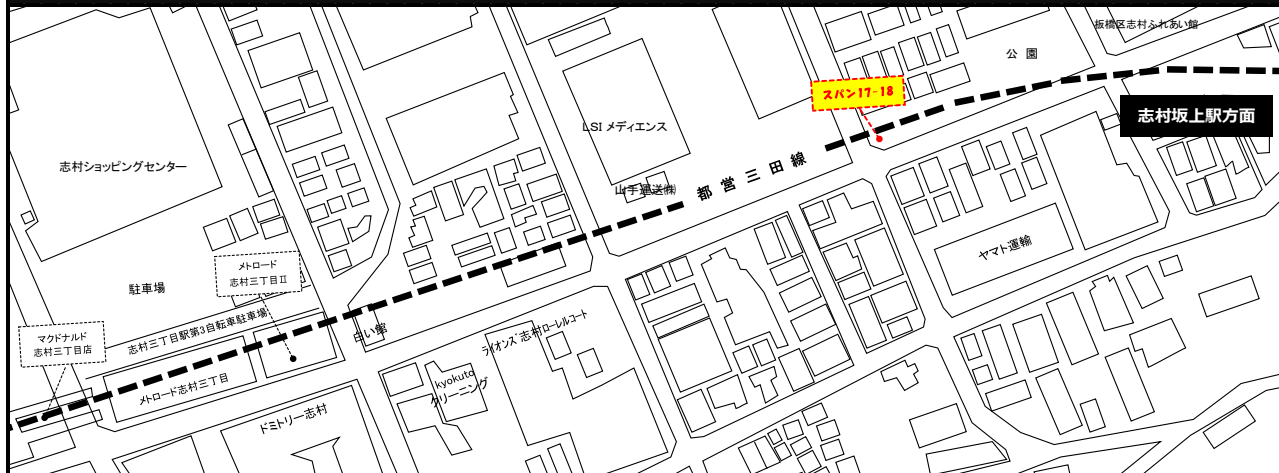 板橋区志村ふれあい館
公 園
スパン17-18
志村坂上駅方面
LSI メディエンス
志村ショッピングセンター
山手運送㈱
都営三田線
ヤマト運輸
メトロード
志村三丁目Ⅱ
駐車場
志村三丁目駅第3自転車駐車場
白い館
ライオンズ志村ローレルコート
マクドナルド
志村三丁目店
メトロード志村三丁目
kyokuto
クリーニング
ドミトリー志村